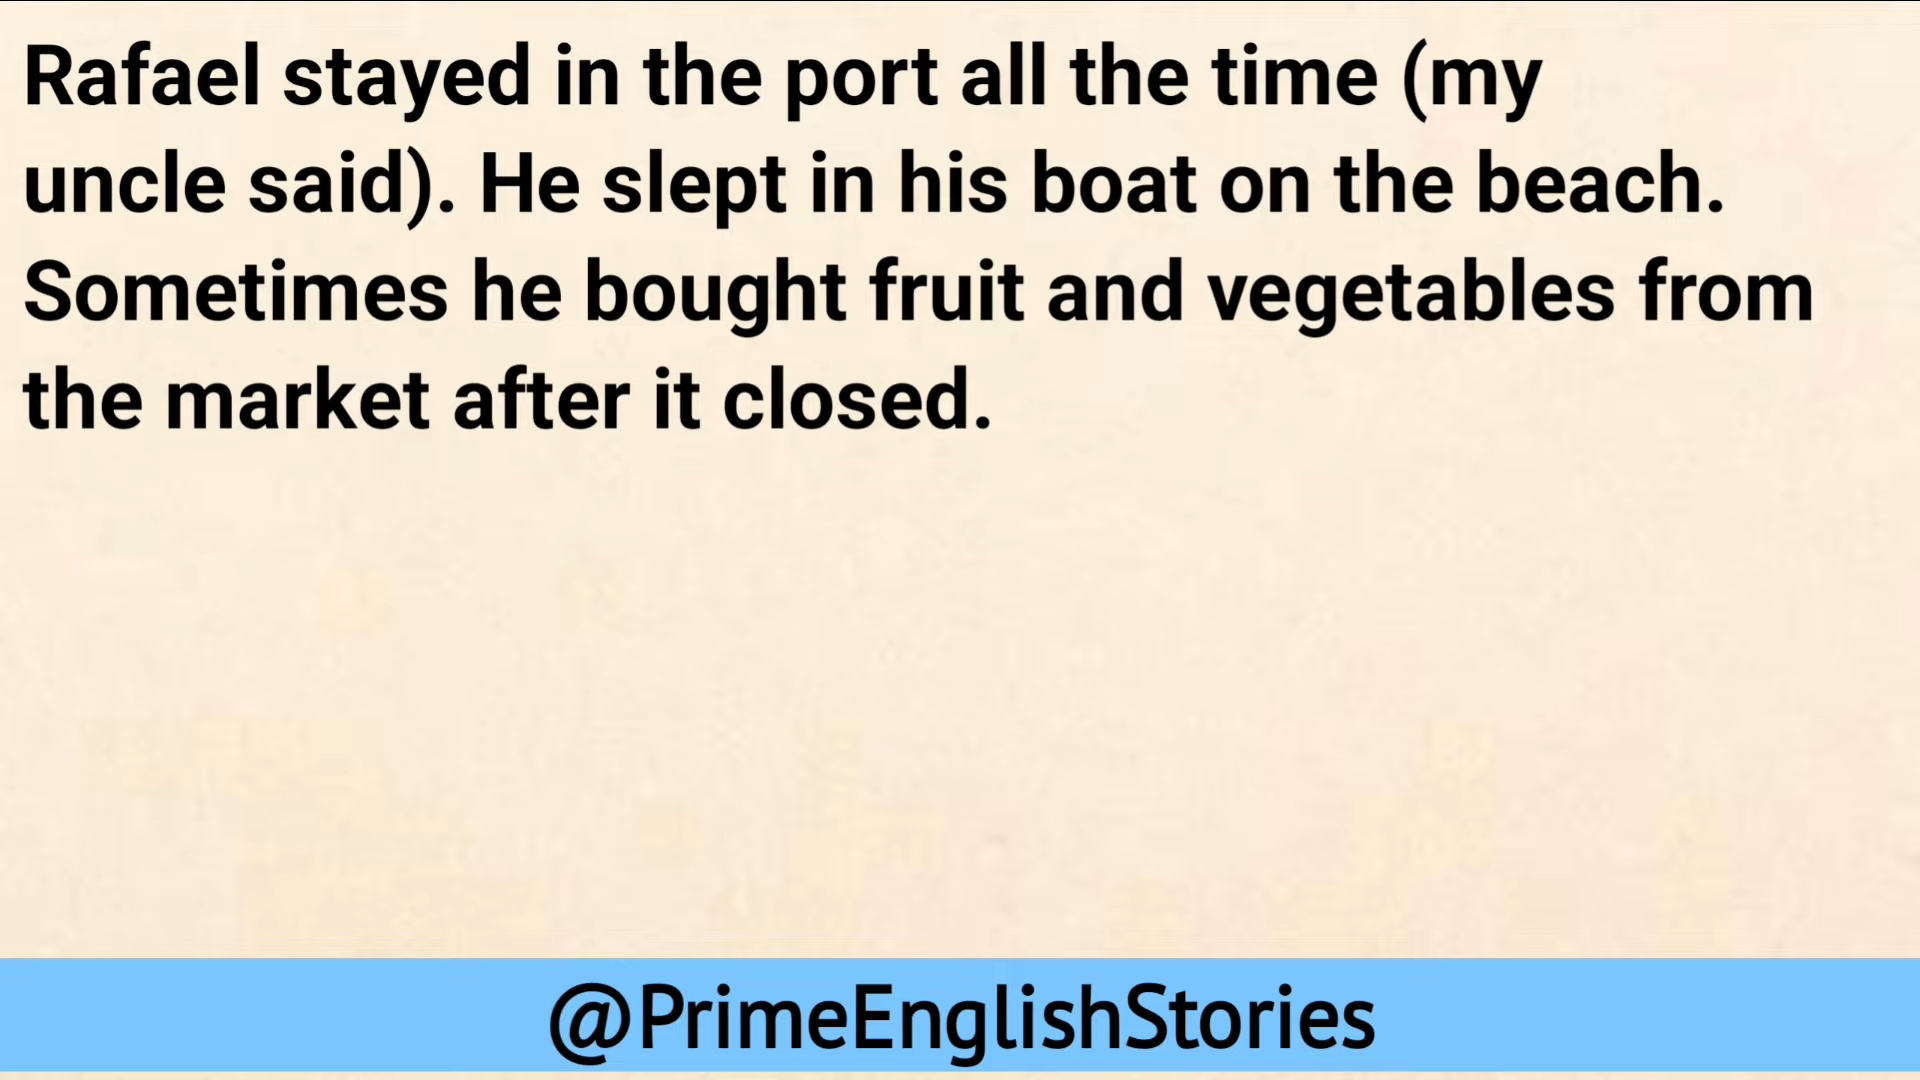 Rafael stayed in the port all the time (my
uncle said). He slept in his boat on the beach.
Sometimes he bought fruit and vegetables from
the market after it closed.
@PrimeEnglishStories